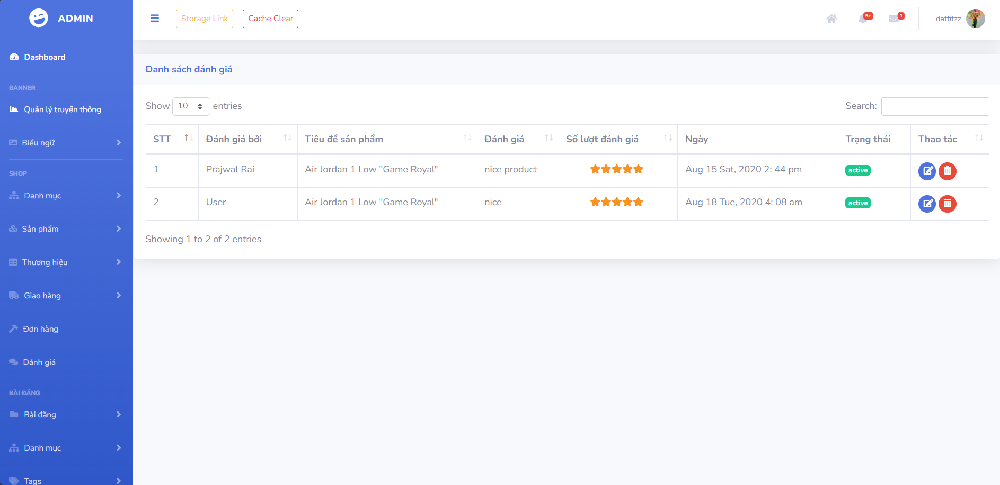 ADMIN
Dashboard
BANNER
Quản lý truyền thông
Biểu ngữ
SHOP
Danh mục
Sản phẩm
Thương hiệu
Giao hàng
Đơn hàng
Đánh giá
BÀI ĐĂNG
Bài đăng
Danh mục
Tags
Storage Link Cache Clear 5+ 1 datfitzz
Danh sách đánh giá
Show 10 entries Search:
STT Đánh giá bởi Tiêu đề sản phẩm Đánh giá Số lượt đánh giá Ngày Trạng thái Thao tác
1 Prajwal Rai Air Jordan 1 Low "Game Royal" nice product Aug 15 Sat, 2020 2: 44 pm active
2 User Air Jordan 1 Low "Game Royal" nice Aug 18 Tue, 2020 4: 08 am active
Showing 1 to 2 of 2 entries